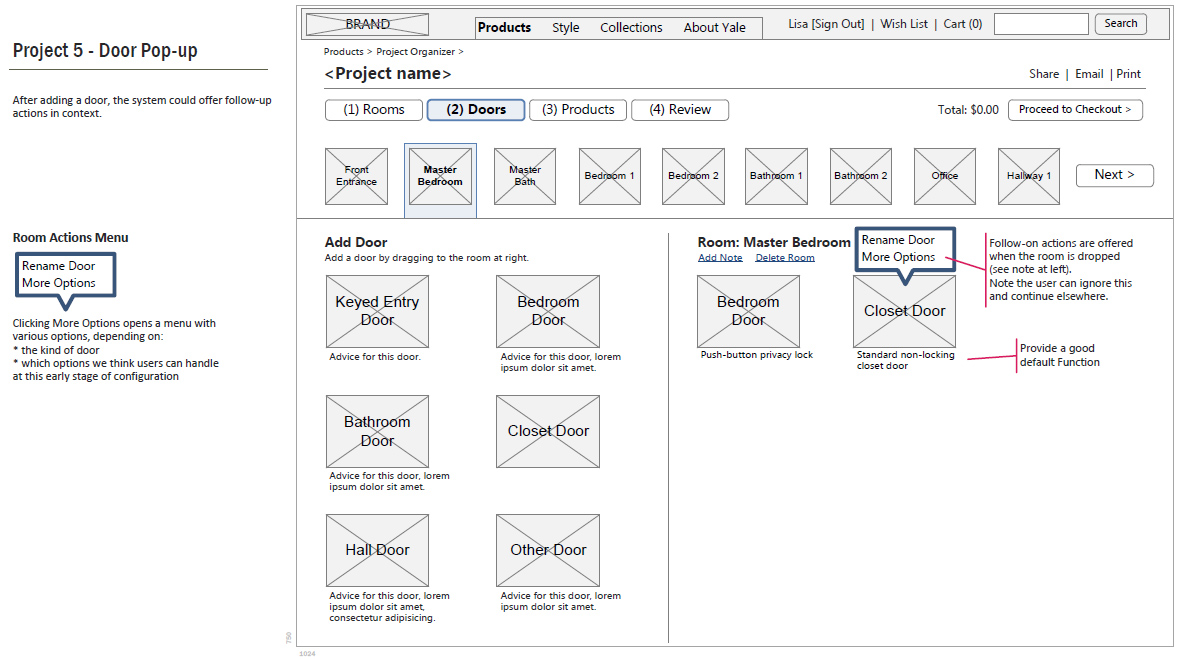 Project 5 - Door Pop-up
After adding a door, the system could offer follow-up
actions in context.
Room Actions Menu
Rename Door
More Options
Clicking More Options opens a menu with
various options, depending on:
* the kind of door
* which options we think users can handle
at this early stage of configuration
BRAND
Products Style Collections About Yale
Lisa [Sign Out] | Wish List | Cart (0)
Search
Products > Project Organizer >
<Project name>
Share | Email | Print
(1) Rooms (2) Doors (3) Products (4) Review
Total: $0.00 Proceed to Checkout >
Front
Entrance
Master
Bedroom
Master
Bath
Bedroom 1
Bedroom 2
Bathroom 1
Bathroom 2
Office
Hallway 1
Next >
Add Door
Add a door by dragging to the room at right.
Keyed Entry
Door
Advice for this door.
Bedroom
Door
Advice for this door, lorem
ipsum dolor sit amet.
Bathroom
Door
Advice for this door, lorem
ipsum dolor sit amet.
Closet Door
Hall Door
Advice for this door, lorem
ipsum dolor sit amet,
consectetur adipisicing.
Other Door
Advice for this door, lorem
ipsum dolor sit amet.
Room: Master Bedroom
Add Note Delete Room
Rename Door
More Options
Bedroom
Door
Push-button privacy lock
Closet Door
Standard non-locking
closet door
Follow-on actions are offered
when the room is dropped
(see note at left).
Note the user can ignore this
and continue elsewhere.
Provide a good
default Function
750
1024